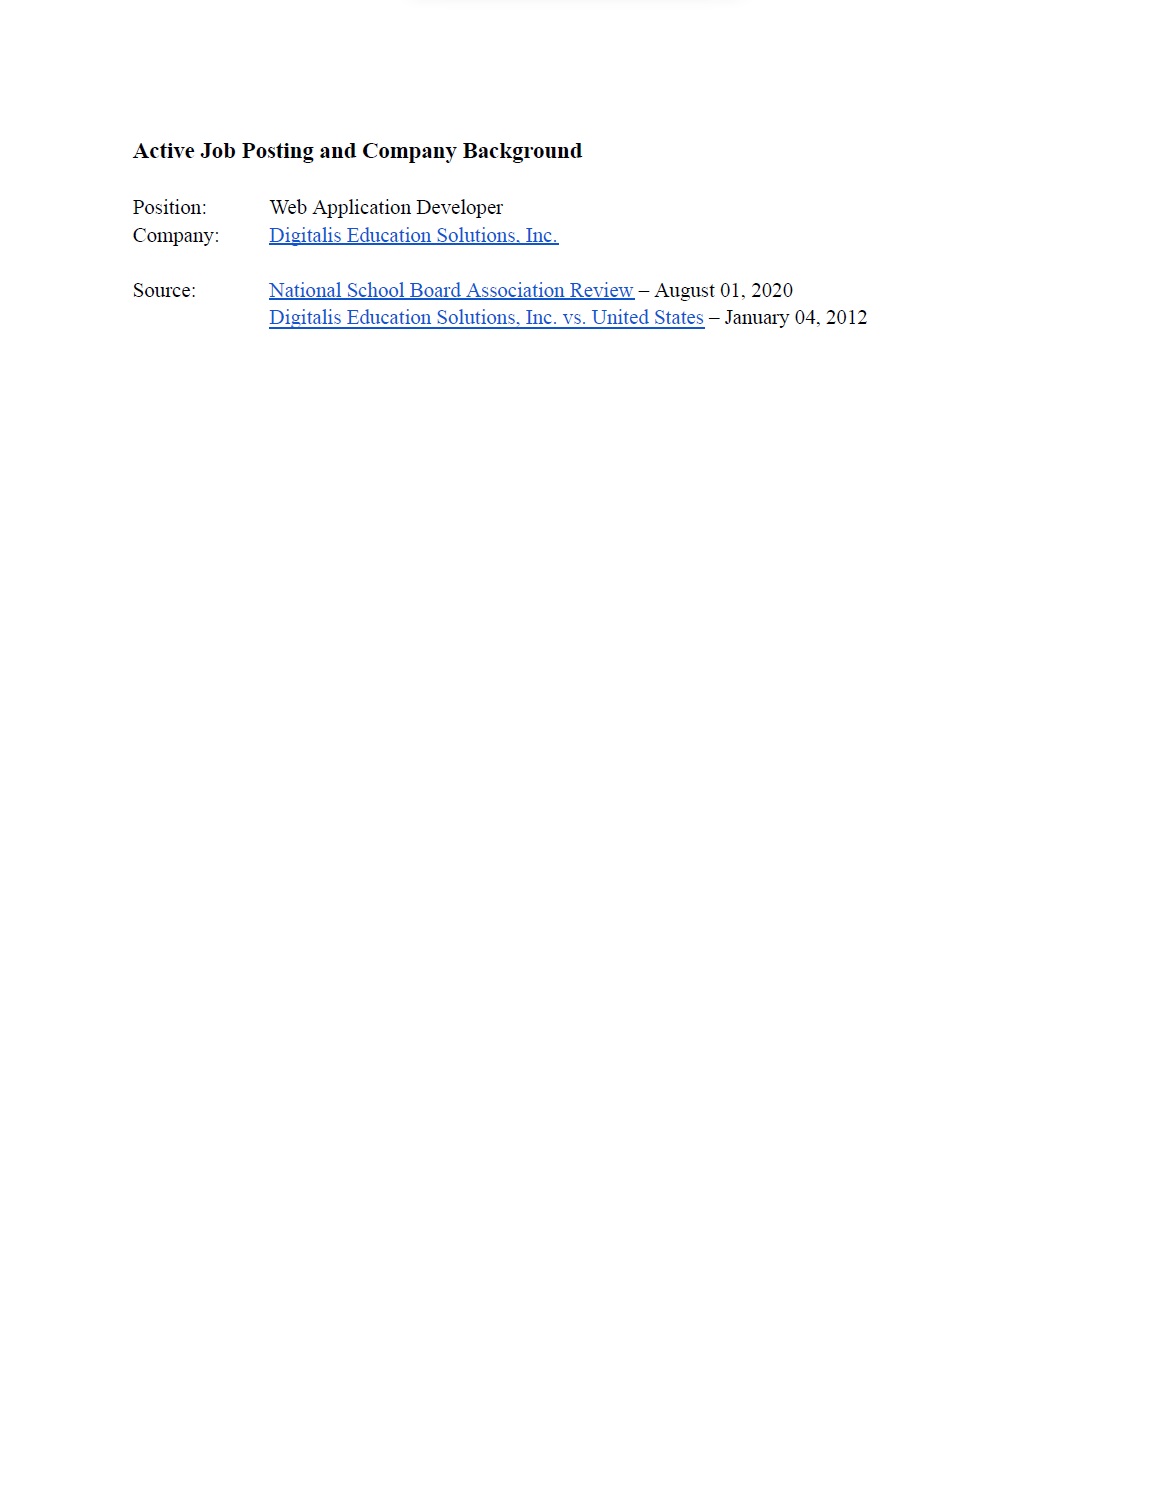 Active Job Posting and Company Background
Position: Web Application Developer
Company: Digitalis Education Solutions, Inc.
Source: National School Board Association Review – August 01, 2020
Digitalis Education Solutions, Inc. vs. United States – January 04, 2012